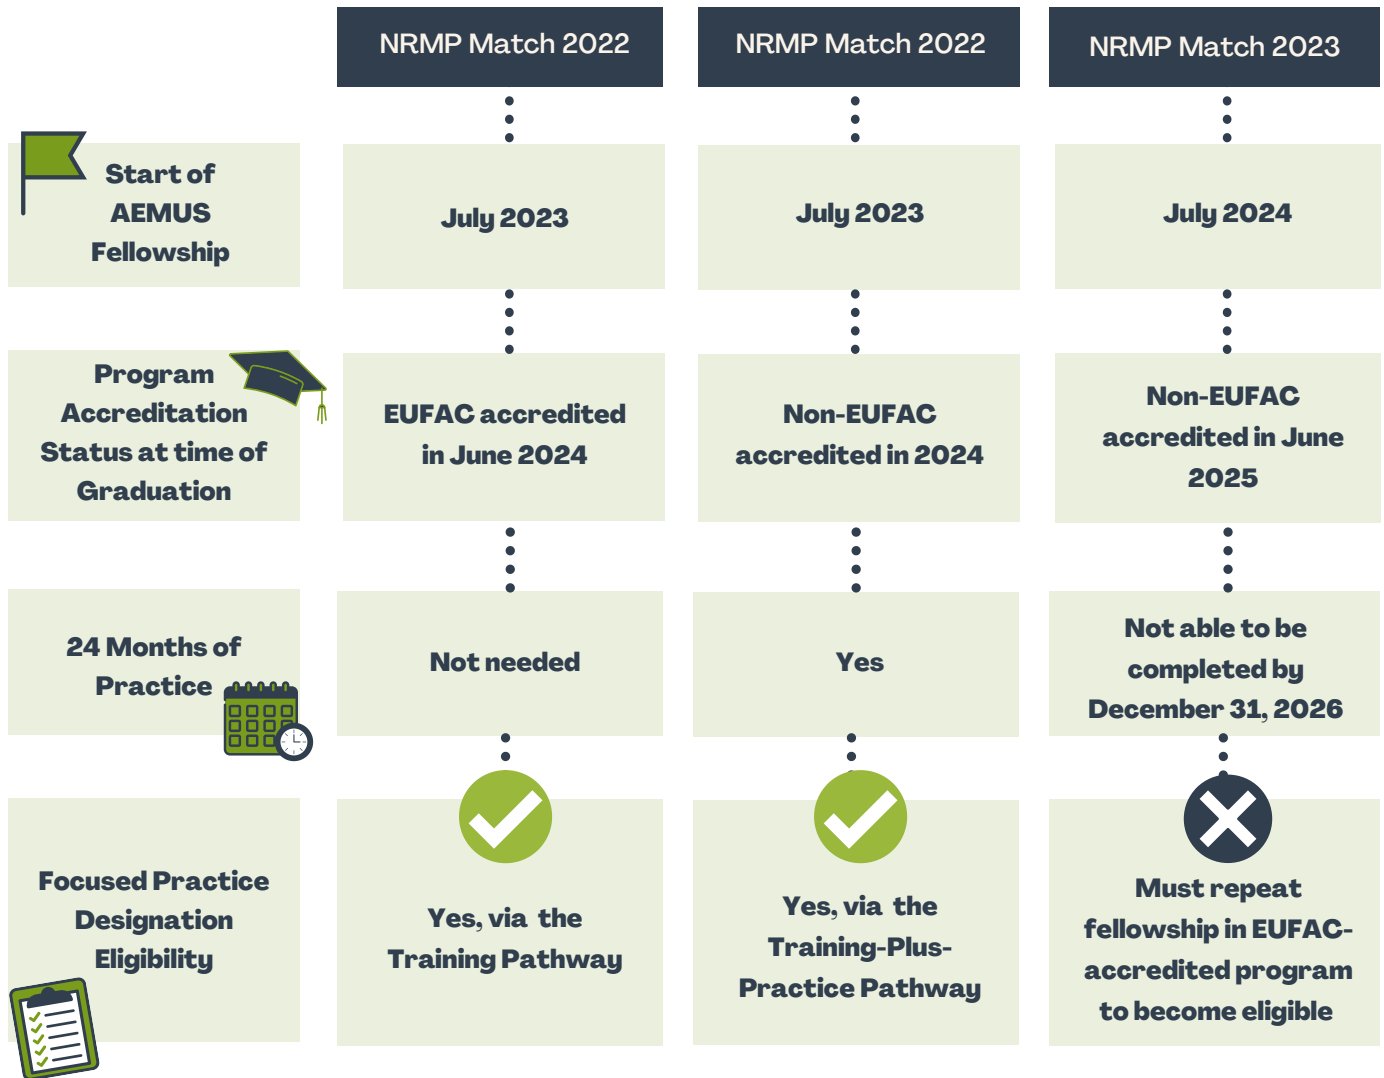 NRMP Match 2022
NRMP Match 2022
NRMP Match 2023
Start of
AEMUS
Fellowship
July 2023
July 2023
July 2024
Program
Accreditation
Status at time of
Graduation
EUFAC accredited
in June 2024
Non-EUFAC
accredited in 2024
Non-EUFAC
accredited in June
2025
24 Months of
Practice
Not needed
Yes
Not able to be
completed by
December 31, 2026
Focused Practice
Designation
Eligibility
Yes, via the
Training Pathway
Yes, via the
Training-Plus-
Practice Pathway
Must repeat
fellowship in EUFAC-
accredited program
to become eligible